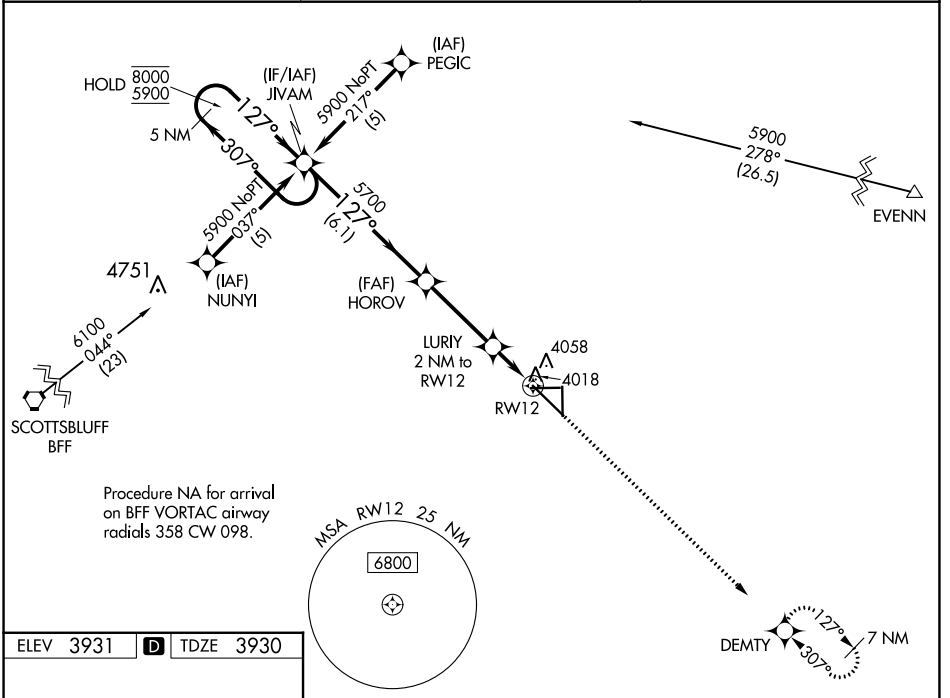 (IAF)
PEGIC
HOLD 8000
5900
(IF/IAF)
JIVAM
5900 NoPT
217°
(5)
127°
5 NM
307°
5900
278°
(26.5)
EVENN
5900 NoPT
037°
(5)
5700
127°
(6.1)
4751
(IAF)
NUNYI
(FAF)
HOROV
6100
044°
(23)
LURIY
2 NM to
RW12
4058
4018
RW12
SCOTTSBLUFF
BFF
Procedure NA for arrival
on BFF VORTAC airway
radials 358 CW 098.
MSA RW12 25 NM
6800
DEMTY
127°
307°
7 NM
ELEV 3931 D TDZE 3930